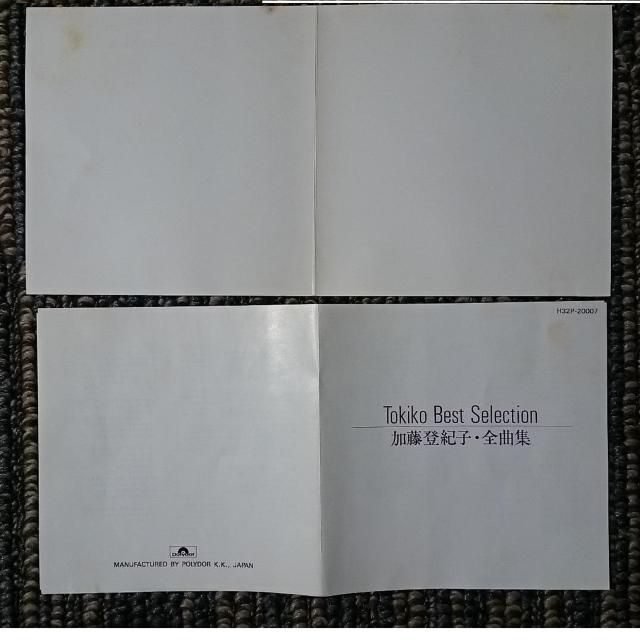 H32P-20007
Tokiko Best Selection
加藤登紀子・全曲集
polydor
MANUFACTURED BY POLYDOR K.K., JAPAN